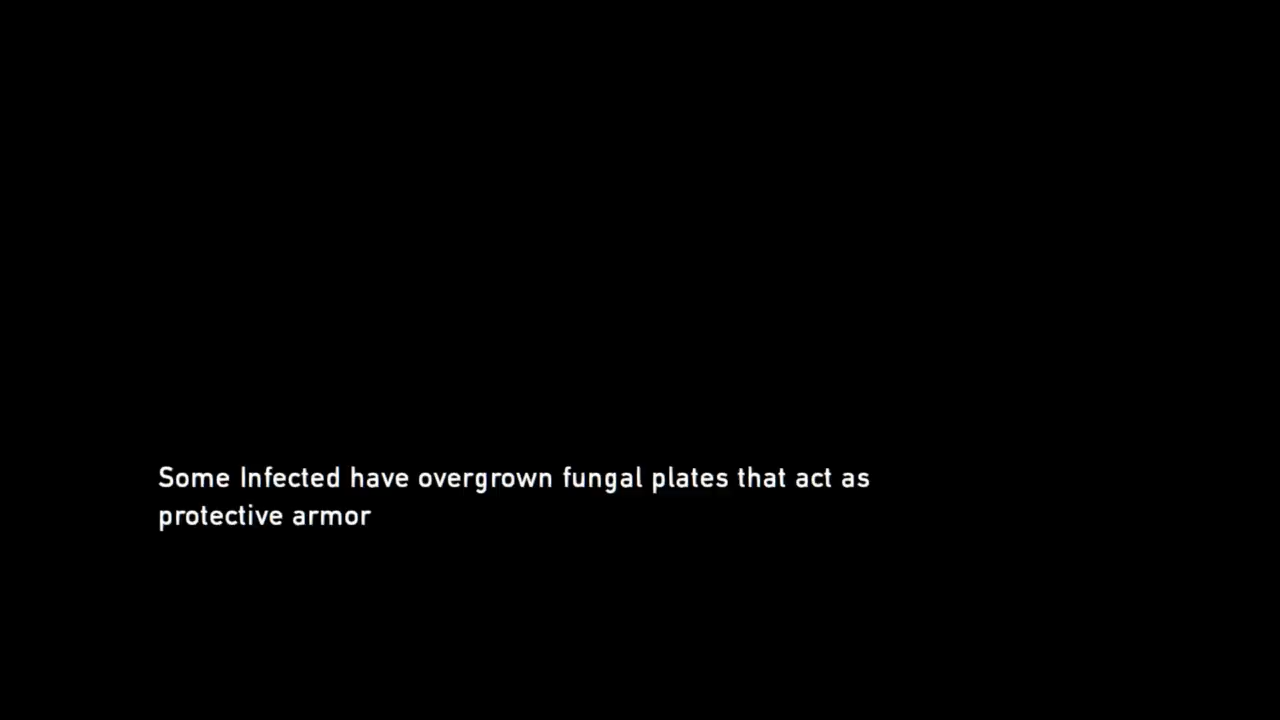 Some Infected have overgrown fungal plates that act as
protective armor